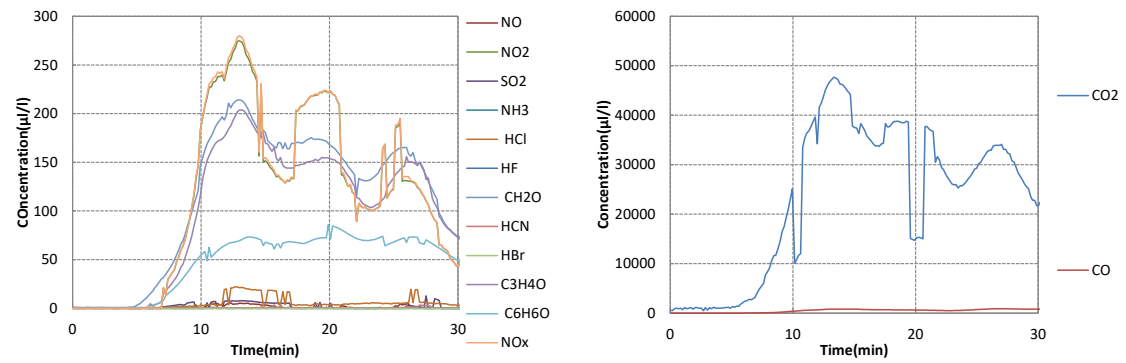 300
250
200
150
100
50
0
0
10
20
30
COncentration(μl/l)
TIme(min)
NO
NO2
SO2
NH3
HCl
HF
CH2O
HCN
HBr
C3H4O
C6H6O
NOx
60000
50000
40000
30000
20000
10000
0
0
10
20
30
Concentration(μl/l)
Time(min)
CO2
CO